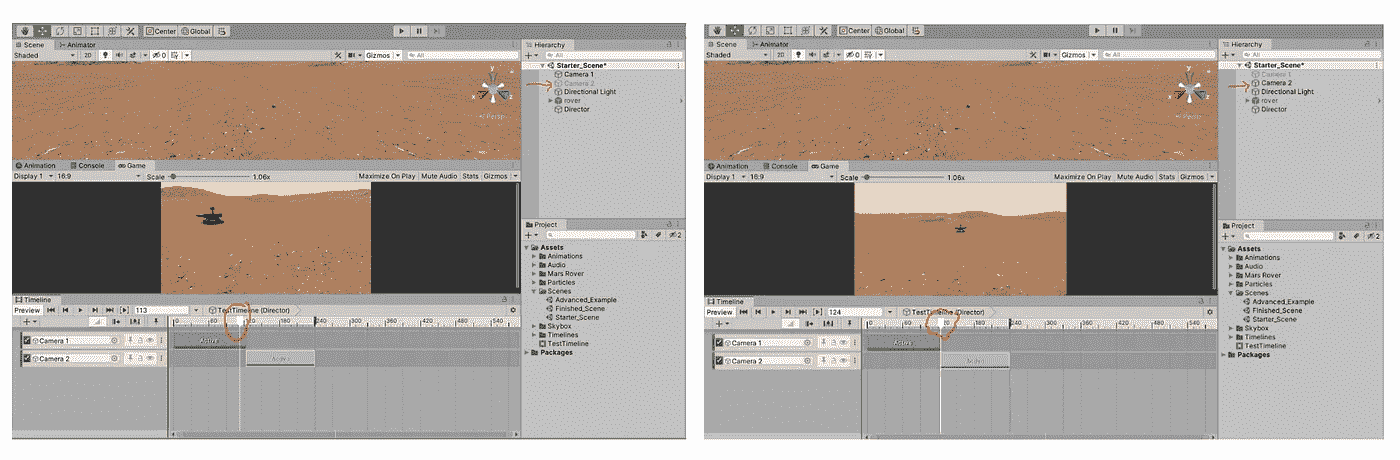 Center Global
Scene Animator
Shaded 2D 0 Gizmos All
y
x z
Persp
Hierarchy
All
Starter_Scene*
Camera 1
Camera 2
Directional Light
rover
Director
Animation Console Game
Display 1 16:9 Scale 1.06x Maximize On Play Mute Audio Stats Gizmos
Project
2
Assets
Animations
Audio
Mars Rover
Particles
Scenes
Advanced_Example
Finished_Scene
Starter_Scene
Skybox
Timelines
TestTimeline
Packages
Timeline
Preview 113 TestTimeline (Director)
0 60 180 240 300 360 420 480 540
Camera 1 Active
Camera 2 Active
Center Global
Scene Animator
Shaded 2D 0 Gizmos All
y
x z
Persp
Hierarchy
All
Starter_Scene*
Camera 1
Camera 2
Directional Light
rover
Director
Animation Console Game
Display 1 16:9 Scale 1.06x Maximize On Play Mute Audio Stats Gizmos
Project
2
Assets
Animations
Audio
Mars Rover
Particles
Scenes
Advanced_Example
Finished_Scene
Starter_Scene
Skybox
Timelines
TestTimeline
Packages
Timeline
Preview 124 TestTimeline (Director)
0 60 180 240 300 360 420 480 540
Camera 1 Active
Camera 2 Active